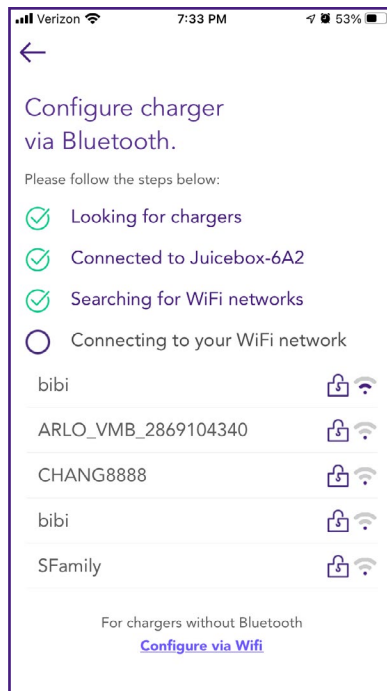 Verizon 7:33 PM 53%
Configure charger
via Bluetooth.
Please follow the steps below:
Looking for chargers
Connected to Juicebox-6A2
Searching for WiFi networks
Connecting to your WiFi network
bibi
ARLO_VMB_2869104340
CHANG8888
bibi
SFamily
For chargers without Bluetooth
Configure via Wifi